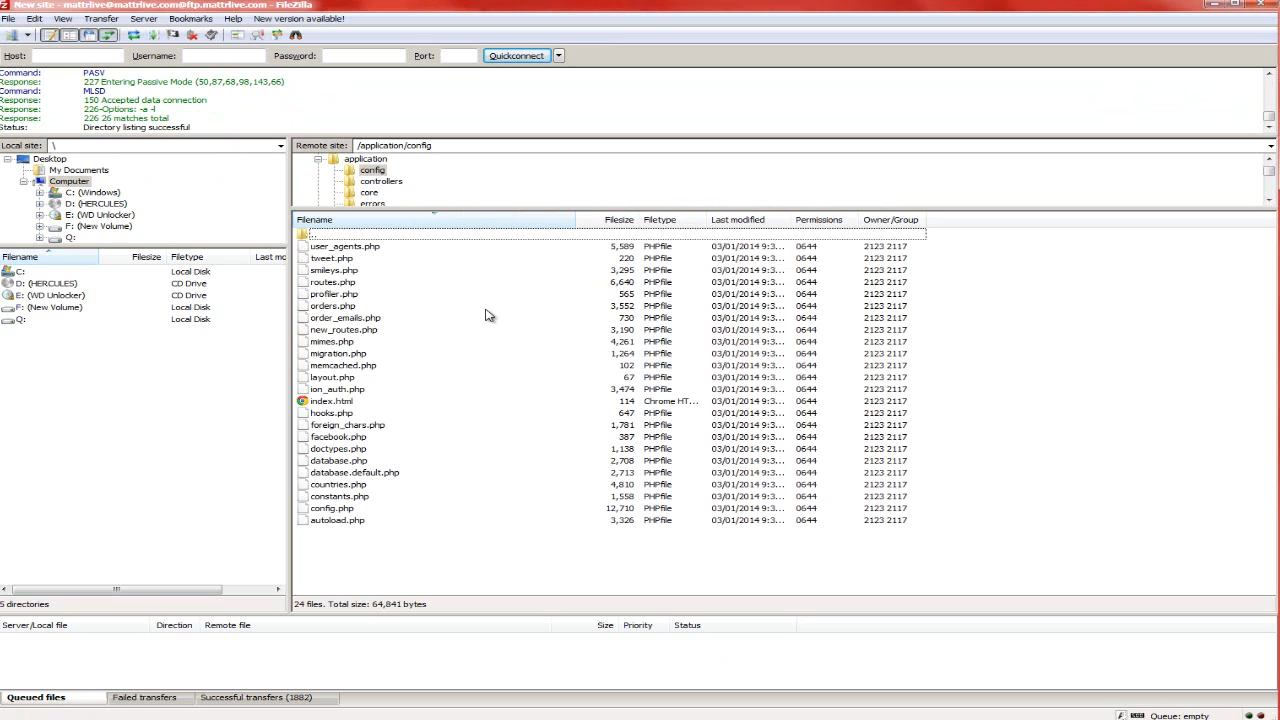 New site - mattrlive@mattrlive.com@ftp.mattrlive.com - FileZilla
File Edit View Transfer Server Bookmarks Help New version available!
Host: Username: Password: Port: Quickconnect
Command: PASV
Response: 227 Entering Passive Mode (50,87,68,98,143,66)
Command: MLSD
Response: 150 Accepted data connection
Response: 226-Options: -a -l
Response: 226 26 matches total
Status: Directory listing successful
Local site: \
Desktop
My Documents
Computer
C: (Windows)
D: (HERCULES)
E: (WD Unlocker)
F: (New Volume)
Q:
Filename Filesize Filetype Last mo
C: Local Disk
D: (HERCULES) CD Drive
E: (WD Unlocker) CD Drive
F: (New Volume) Local Disk
Q: Local Disk
5 directories
Remote site: /application/config
application
config
controllers
core
errors
Filename Filesize Filetype Last modified Permissions Owner/Group
..
user_agents.php 5,589 PHPfile 03/01/2014 9:3... 0644 2123 2117
tweet.php 220 PHPfile 03/01/2014 9:3... 0644 2123 2117
smileys.php 3,295 PHPfile 03/01/2014 9:3... 0644 2123 2117
routes.php 6,640 PHPfile 03/01/2014 9:3... 0644 2123 2117
profiler.php 565 PHPfile 03/01/2014 9:3... 0644 2123 2117
orders.php 3,552 PHPfile 03/01/2014 9:3... 0644 2123 2117
order_emails.php 730 PHPfile 03/01/2014 9:3... 0644 2123 2117
new_routes.php 3,190 PHPfile 03/01/2014 9:3... 0644 2123 2117
mimes.php 4,261 PHPfile 03/01/2014 9:3... 0644 2123 2117
migration.php 1,264 PHPfile 03/01/2014 9:3... 0644 2123 2117
memcached.php 102 PHPfile 03/01/2014 9:3... 0644 2123 2117
layout.php 67 PHPfile 03/01/2014 9:3... 0644 2123 2117
ion_auth.php 3,474 PHPfile 03/01/2014 9:3... 0644 2123 2117
index.html 114 Chrome HT... 03/01/2014 9:3... 0644 2123 2117
hooks.php 647 PHPfile 03/01/2014 9:3... 0644 2123 2117
foreign_chars.php 1,781 PHPfile 03/01/2014 9:3... 0644 2123 2117
facebook.php 387 PHPfile 03/01/2014 9:3... 0644 2123 2117
doctypes.php 1,138 PHPfile 03/01/2014 9:3... 0644 2123 2117
database.php 2,708 PHPfile 03/01/2014 9:3... 0644 2123 2117
database.default.php 2,713 PHPfile 03/01/2014 9:3... 0644 2123 2117
countries.php 4,810 PHPfile 03/01/2014 9:3... 0644 2123 2117
constants.php 1,558 PHPfile 03/01/2014 9:3... 0644 2123 2117
config.php 12,710 PHPfile 03/01/2014 9:3... 0644 2123 2117
autoload.php 3,326 PHPfile 03/01/2014 9:3... 0644 2123 2117
24 files. Total size: 64,841 bytes
Server/Local file Direction Remote file Size Priority Status
Queued files Failed transfers Successful transfers (1882)
Queue: empty